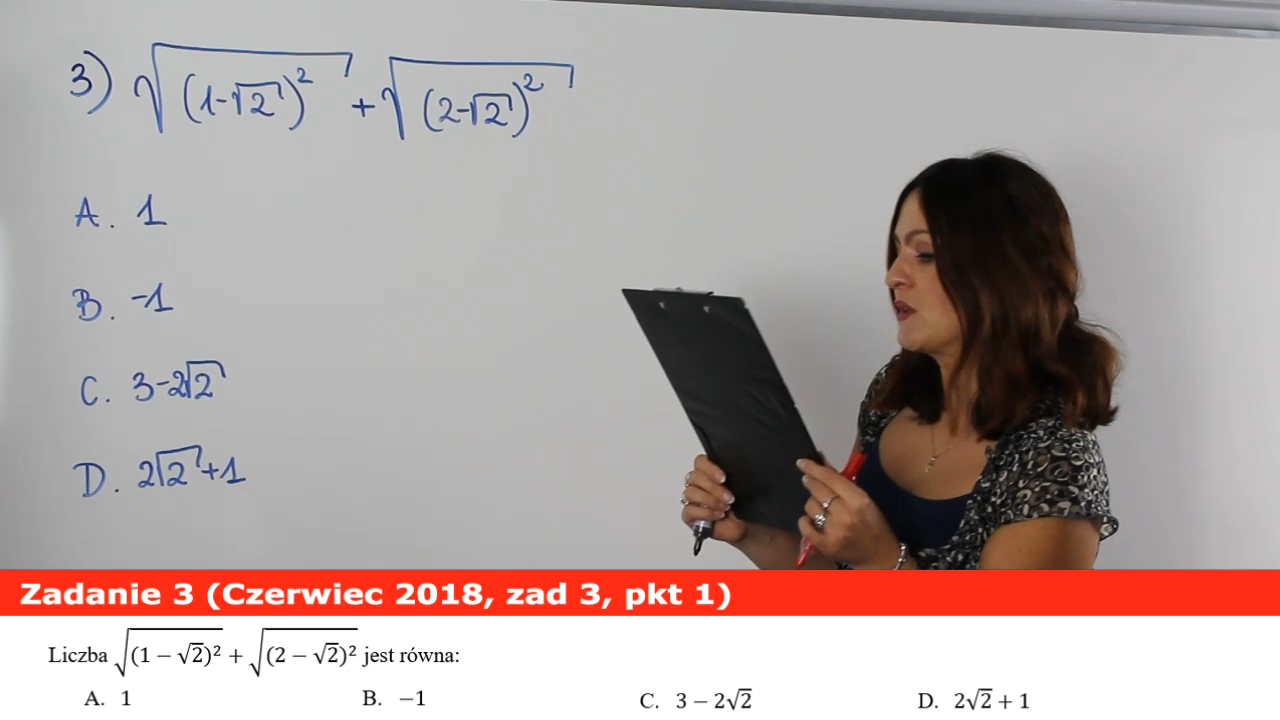 3) √(1-√2)² + √(2-√2)²
A. 1
B. -1
C. 3-2√2
D. 2√2+1
Zadanie 3 (Czerwiec 2018, zad 3, pkt 1)
Liczba √(1 − √2)² + √(2 − √2)² jest równa:
A. 1 B. −1 C. 3 − 2√2 D. 2√2 + 1